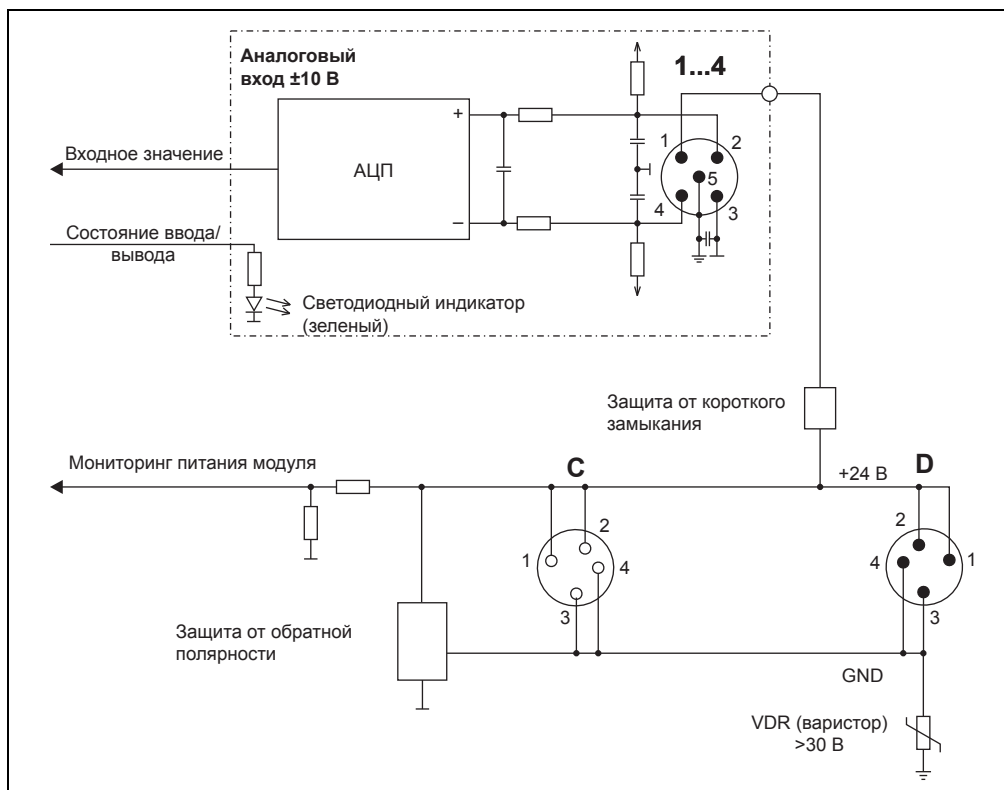 Аналоговый
вход ±10 В
1...4
+
1
2
Входное значение
АЦП
5
4
3
–
Состояние ввода/
вывода
Светодиодный индикатор
(зеленый)
Защита от короткого
замыкания
Мониторинг питания модуля
C
+24 В
D
2
1
4
3
2
4
1
3
Защита от обратной
полярности
GND
VDR (варистор)
>30 В